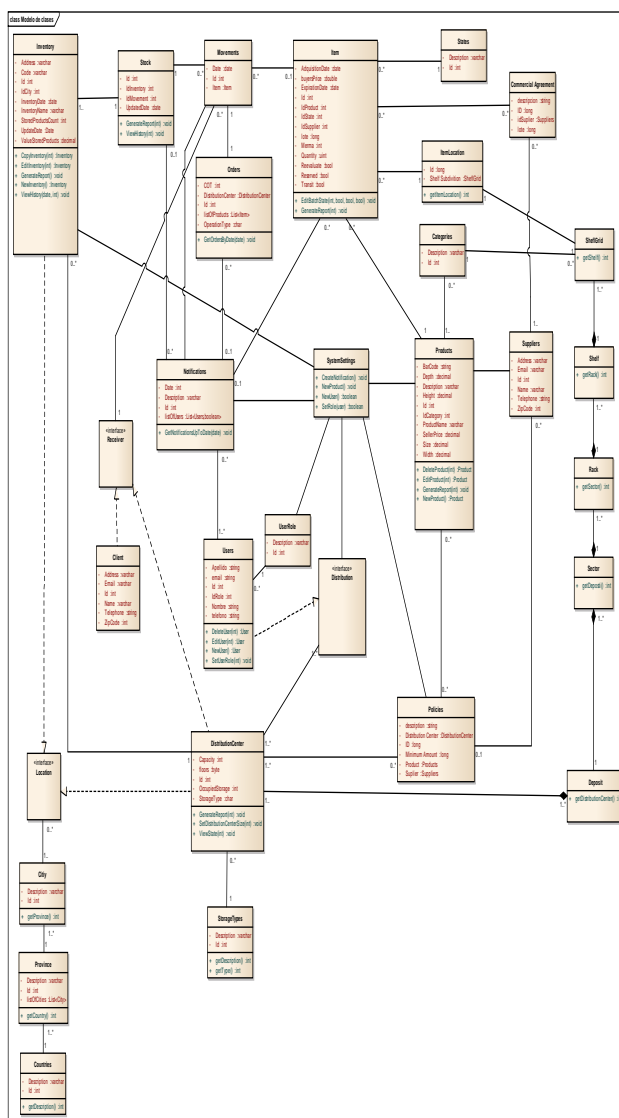 class Modelo de clases
Inventory
- Address :varchar
- Code :varchar
- Id :int
- IdCity :int
- InventoryDate :date
- InventoryName :varchar
- StoredProductsCount :int
- UpdateDate :Date
- ValueStoredProducts :decimal
+ CopyInventory(int) :Inventory
+ EditInventory(int) :Inventory
+ GenerateReport() :void
+ NewInventory() :Inventory
+ ViewHistory(date, int) :void
Stock
- Id :int
- IdInventory :int
- IdMovement :int
- UpdatedDate :date
+ GenerateReport(int) :void
+ ViewHistory(int) :void
Movements
- Date :date
- Id :int
- Item :Item
Item
- AdquisitionDate :date
- buyersPrice :double
- ExpirationDate :date
- Id :int
- IdProduct :int
- IdState :int
- IdSupplier :int
- lote :long
- Merma :int
- Quantity :uint
- Reevaluate :bool
- Reserved :bool
- Transit :bool
+ EditBatchState(int, bool, bool, bool) :void
+ GenerateReport(int) :void
States
- Description :varchar
- Id :int
Commercial Agreement
- description :string
- ID :long
- idSuplier :Suppliers
- lote :long
Orders
- COT :int
- DistributionCenter :DistributionCenter
- Id :int
- listOfProducts :List<Item>
- OperationType :char
+ GetOrdersByDate(date) :void
ItemLocation
- Id :long
- Shelf Subdivition :ShelfGrid
+ getItemLocation() :int
Categories
- Description :varchar
- Id :int
ShelfGrid
+ getShelf() :int
Notifications
- Date :int
- Description :varchar
- Id :int
- listOfUsers :List<Users;boolean>
+ GetNotificationsUpToDate(date) :void
SystemSettings
+ CreateNotification() :void
+ NewProduct() :void
+ NewUser() :boolean
+ SetRole(user) :boolean
Products
- BarCode :string
- Depth :decimal
- Description :varchar
- Height :decimal
- Id :int
- IdCategory :int
- ProductName :varchar
- SellerPrice :decimal
- Size :decimal
- Width :decimal
+ DeleteProduct(int) :Product
+ EditProduct(int) :Product
+ GenerateReport(int) :void
+ NewProduct() :Product
Suppliers
- Address :varchar
- Email :varchar
- Id :int
- Name :varchar
- Telephone :string
- ZipCode :int
Shelf
+ getRack() :int
«interface»
Receiver
Rack
+ getSector() :int
Client
- Address :varchar
- Email :varchar
- Id :int
- Name :varchar
- Telephone :string
- ZipCode :int
Users
- Apellido :string
- email :string
- Id :int
- IdRole :int
- Nombre :string
- telefono :string
+ DeleteUser(int) :User
+ EditUser(int) :User
+ NewUser() :User
+ SetUserRole(int) :void
UserRole
- Description :varchar
- Id :int
«interface»
Distribution
Sector
+ getDeposit() :int
Policies
- description :string
- Distribution Center :DistributionCenter
- ID :long
- Minimum Amount :long
- Product :Products
- Suplier :Suppliers
«interface»
Location
DistributionCenter
- Capacity :int
- floors :byte
- Id :int
- OccupiedStorage :int
- StorageType :char
+ GenerateReport(int) :void
+ SetDistributionCenterSize(int) :void
+ ViewState(int) :void
Deposit
+ getDistributionCenter() :int
City
- Description :varchar
- Id :int
+ getProvince() :int
StorageTypes
- Description :varchar
- Id :int
+ getDescription() :int
+ getType() :int
Province
- Description :varchar
- Id :int
- listOfCities :List<City>
+ getCountry() :int
Countries
- Description :varchar
- Id :int
+ getDescription() :int